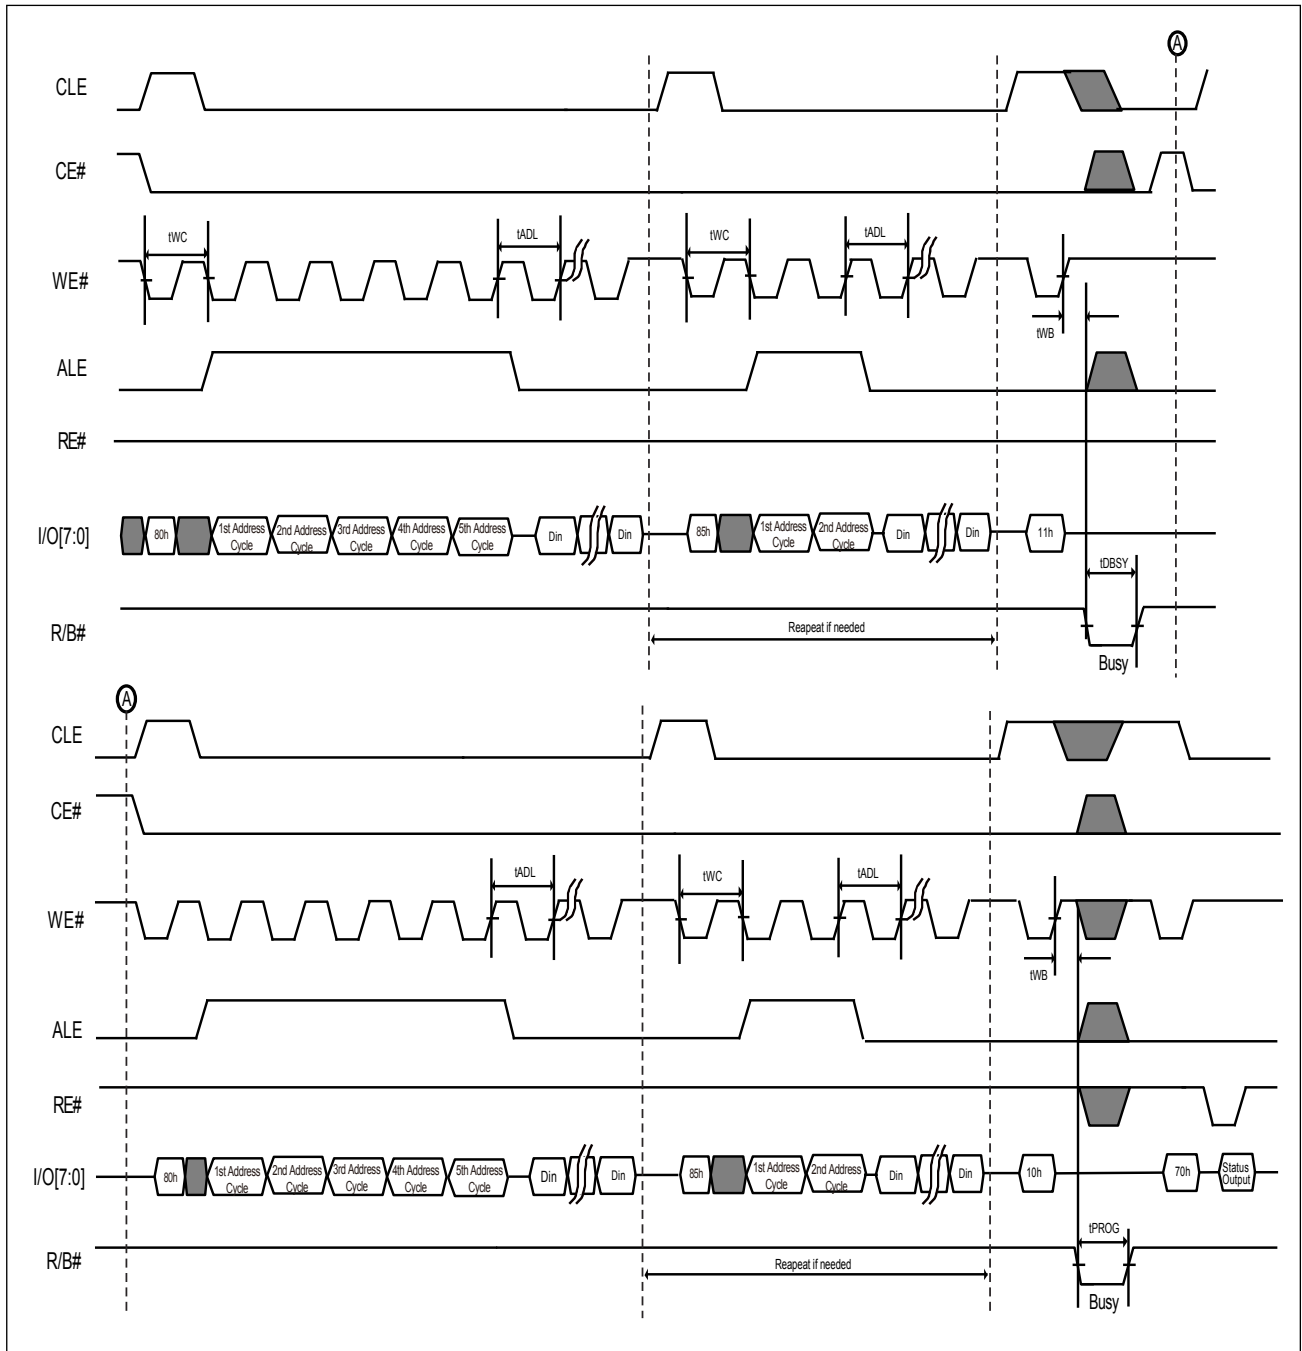 A
CLE
CE#
tWC
tADL
tWC
tADL
WE#
tWB
ALE
RE#
I/O[7:0]
80h
1st Address
Cycle
2nd Address
Cycle
3rd Address
Cycle
4th Address
Cycle
5th Address
Cycle
Din
Din
85h
1st Address
Cycle
2nd Address
Cycle
Din
Din
11h
tDBSY
R/B#
Reapeat if needed
Busy
A
CLE
CE#
tADL
tWC
tADL
WE#
tWB
ALE
RE#
I/O[7:0]
80h
1st Address
Cycle
2nd Address
Cycle
3rd Address
Cycle
4th Address
Cycle
5th Address
Cycle
Din
Din
85h
1st Address
Cycle
2nd Address
Cycle
Din
Din
10h
70h
Status
Output
tPROG
R/B#
Reapeat if needed
Busy